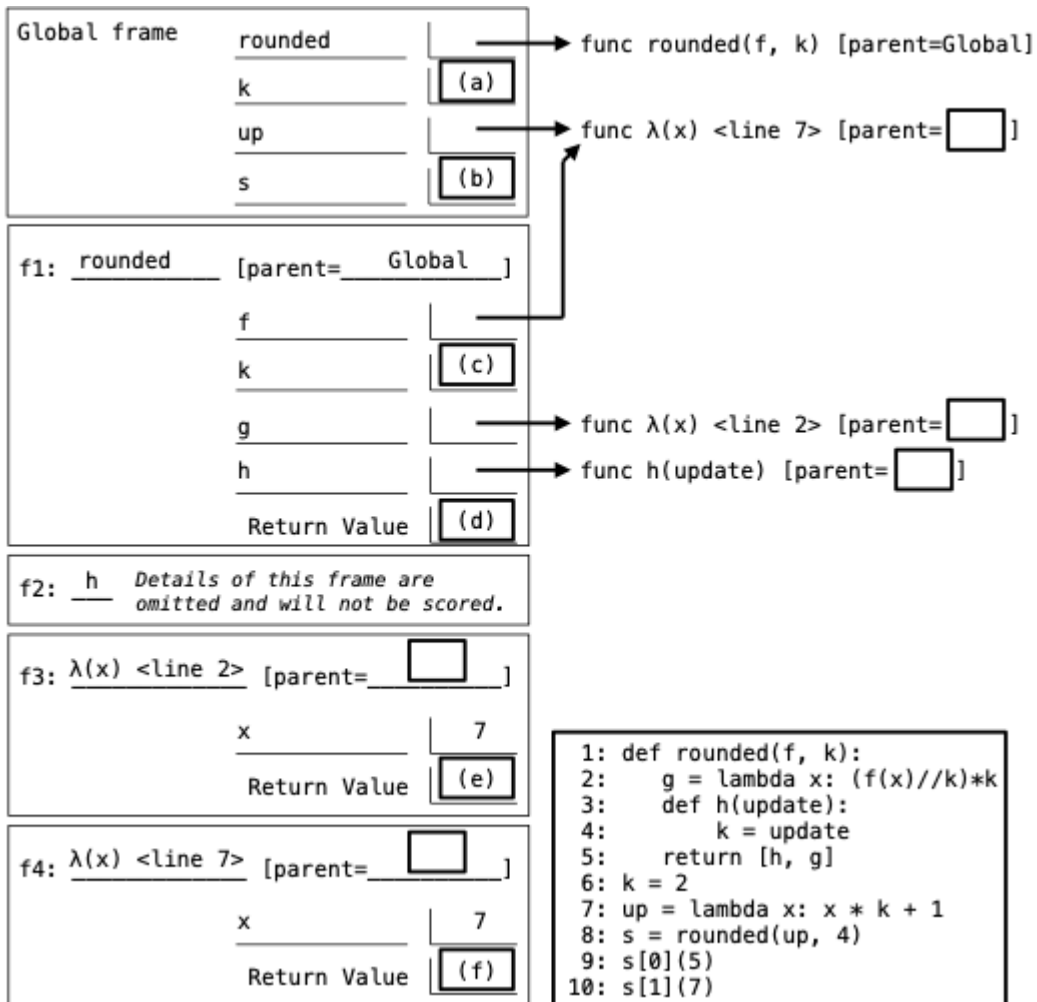 Global frame
rounded
func rounded(f, k) [parent=Global]
k
(a)
up
func λ(x) <line 7> [parent= ]
s
(b)
f1: rounded [parent=Global]
f
k
(c)
g
func λ(x) <line 2> [parent= ]
h
func h(update) [parent= ]
Return Value
(d)
f2: h Details of this frame are
omitted and will not be scored.
f3: λ(x) <line 2> [parent= ]
x 7
Return Value
(e)
f4: λ(x) <line 7> [parent= ]
x 7
Return Value
(f)
1: def rounded(f, k):
2:     g = lambda x: (f(x)//k)*k
3:     def h(update):
4:         k = update
5:     return [h, g]
6: k = 2
7: up = lambda x: x * k + 1
8: s = rounded(up, 4)
9: s[0](5)
10: s[1](7)